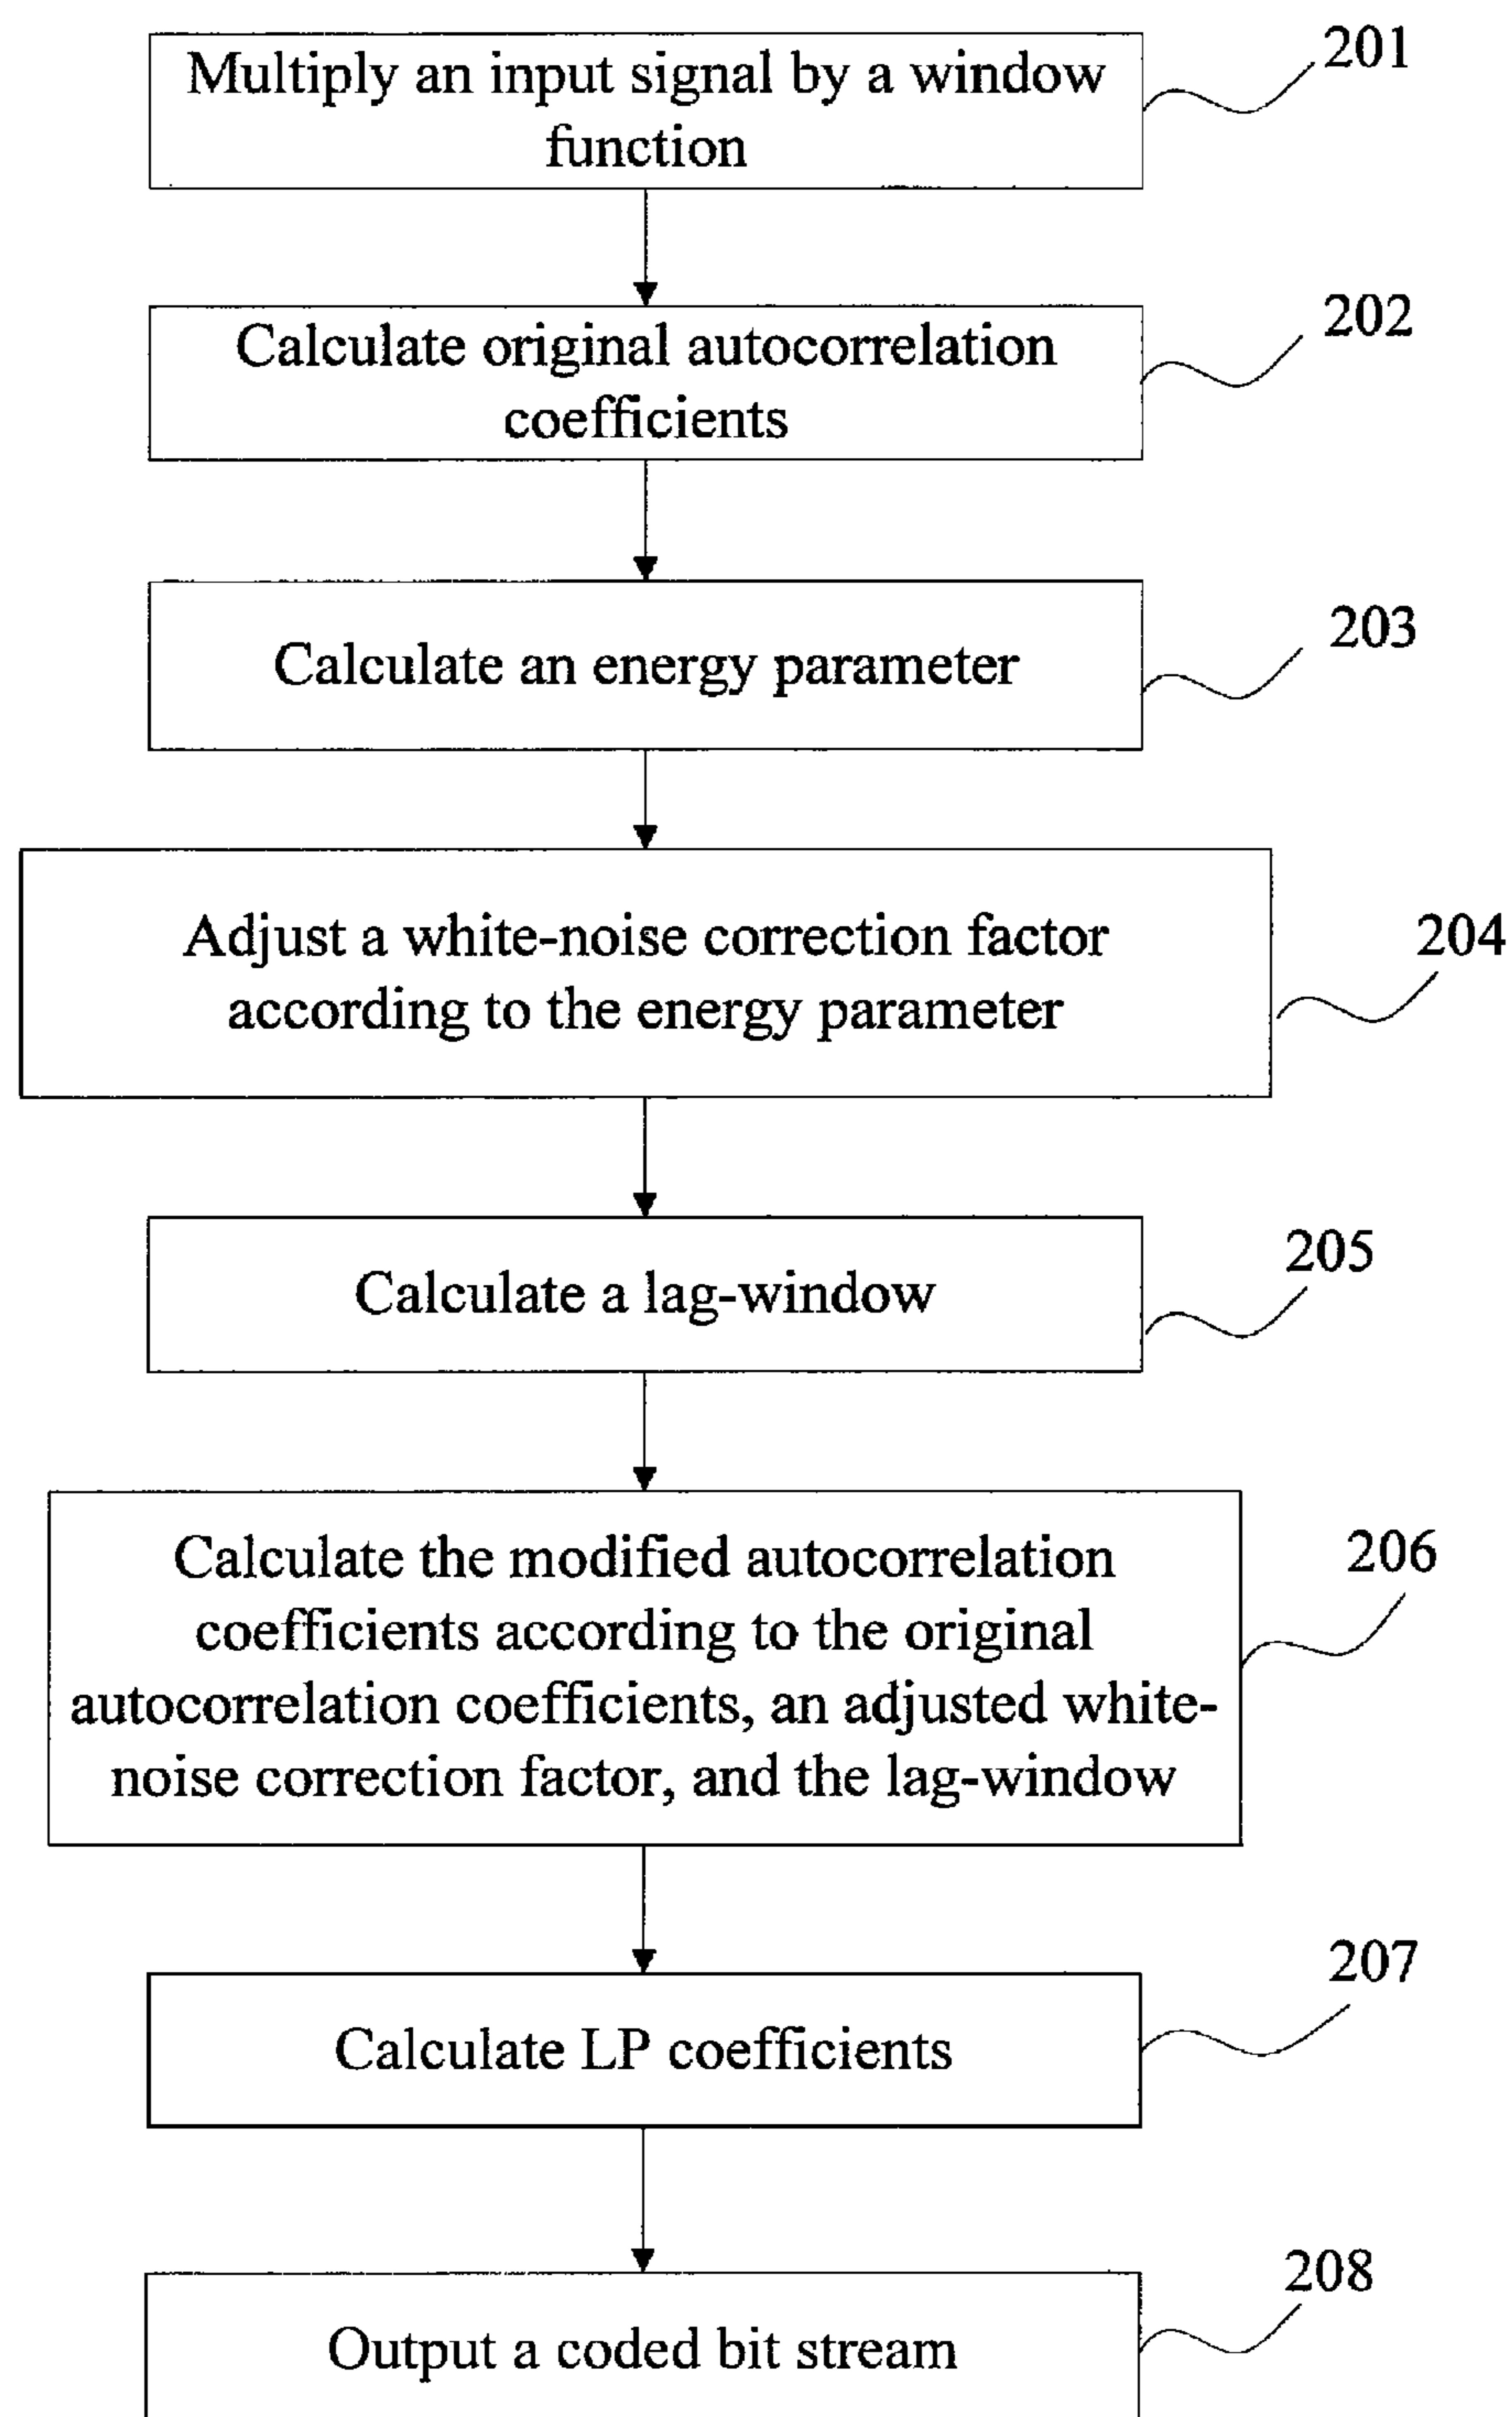 Multiply an input signal by a window
function
201
Calculate original autocorrelation
coefficients
202
Calculate an energy parameter
203
Adjust a white-noise correction factor
according to the energy parameter
204
Calculate a lag-window
205
Calculate the modified autocorrelation
coefficients according to the original
autocorrelation coefficients, an adjusted white-
noise correction factor, and the lag-window
206
Calculate LP coefficients
207
Output a coded bit stream
208